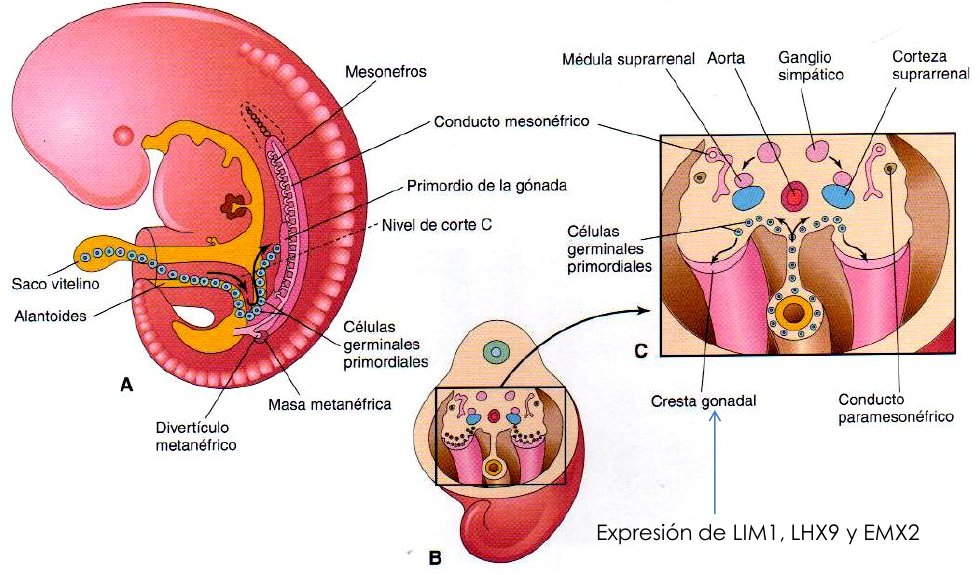 Mesonefros
Conducto mesonéfrico
Primordio de la gónada
Nivel de corte C
Saco vitelino
Alantoides
Células
germinales
primordiales
A
Masa metanéfrica
Divertículo
metanéfrico
B
Médula suprarrenal
Aorta
Ganglio
simpático
Corteza
suprarrenal
Células
germinales
primordiales
C
Cresta gonadal
Conducto
paramesonéfrico
Expresión de LIM1, LHX9 y EMX2